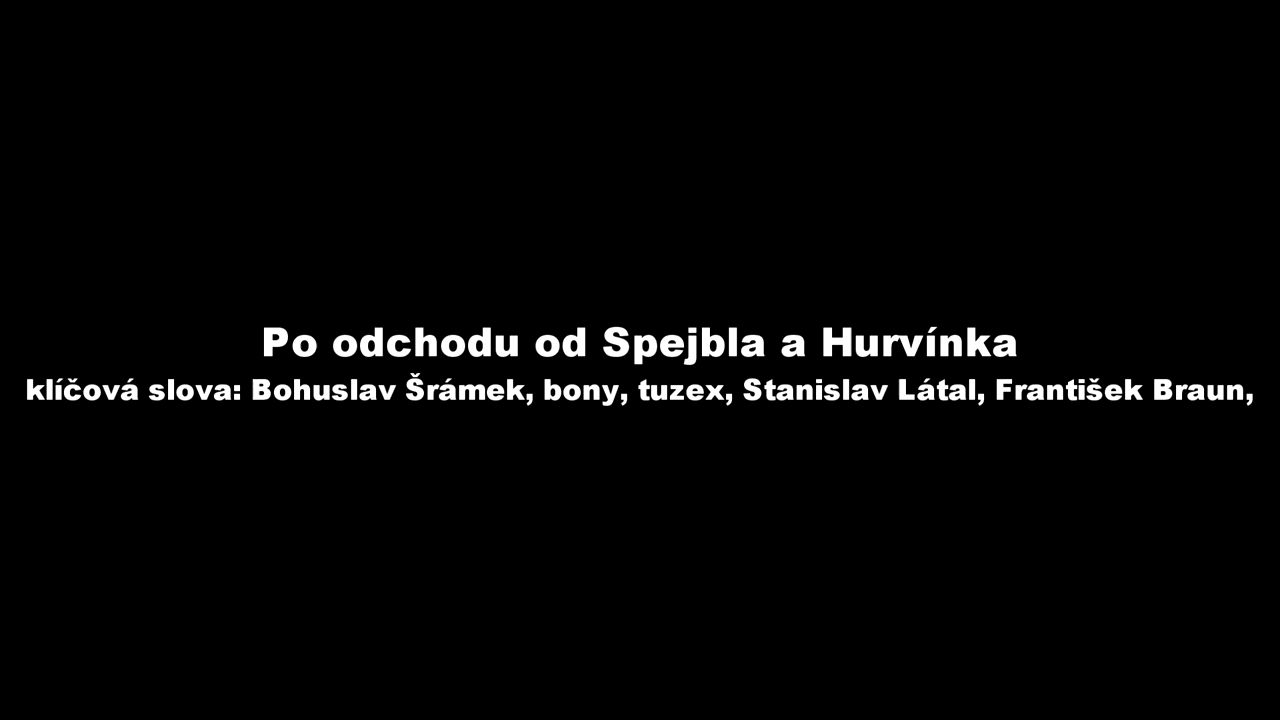 Po odchodu od Spejbla a Hurvínka
klíčová slova: Bohuslav Šrámek, bony, tuzex, Stanislav Látal, František Braun,